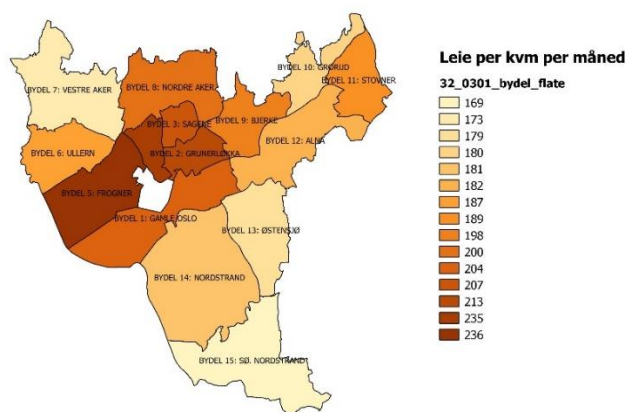 Leie per kvm per måned
32_0301_bydel_flate
169
173
179
180
181
182
187
189
198
200
204
207
213
235
236
BYDEL 10: GRORUD
BYDEL 7: VESTRE AKER
BYDEL 8: NORDRE AKER
BYDEL 11: STOVNER
BYDEL 3: SAGENE
BYDEL 9: BJERKE
BYDEL 12: ALNA
BYDEL 6: ULLERN
BYDEL 2: GRUNERLØKKA
BYDEL 5: FROGNER
BYDEL 1: GAMLE OSLO
BYDEL 13: ØSTENSJØ
BYDEL 14: NORDSTRAND
BYDEL 15: SØ. NORDSTRAND